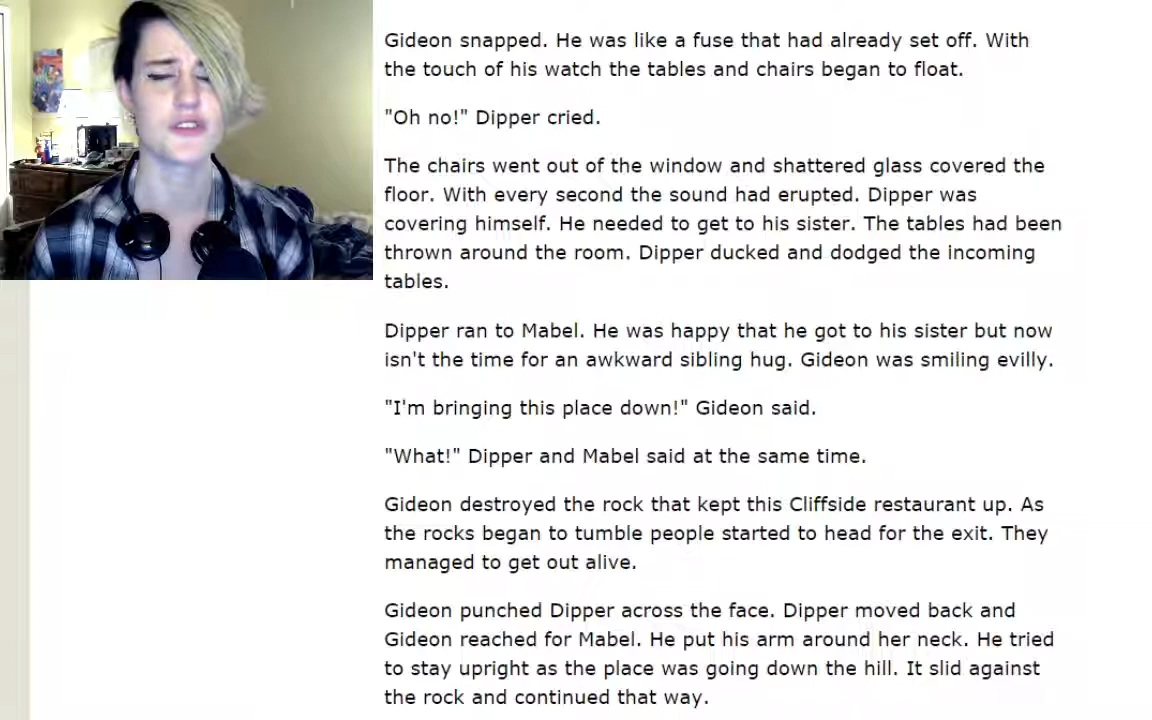 Gideon snapped. He was like a fuse that had already set off. With
the touch of his watch the tables and chairs began to float.
"Oh no!" Dipper cried.
The chairs went out of the window and shattered glass covered the
floor. With every second the sound had erupted. Dipper was
covering himself. He needed to get to his sister. The tables had been
thrown around the room. Dipper ducked and dodged the incoming
tables.
Dipper ran to Mabel. He was happy that he got to his sister but now
isn't the time for an awkward sibling hug. Gideon was smiling evilly.
"I'm bringing this place down!" Gideon said.
"What!" Dipper and Mabel said at the same time.
Gideon destroyed the rock that kept this Cliffside restaurant up. As
the rocks began to tumble people started to head for the exit. They
managed to get out alive.
Gideon punched Dipper across the face. Dipper moved back and
Gideon reached for Mabel. He put his arm around her neck. He tried
to stay upright as the place was going down the hill. It slid against
the rock and continued that way.